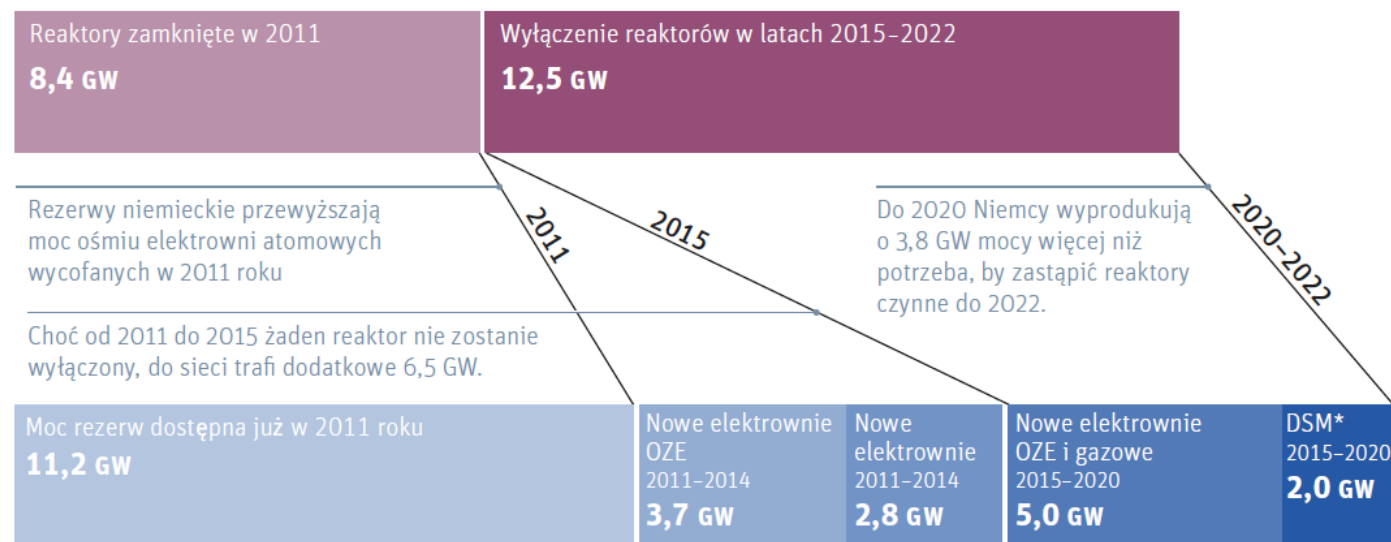 Reaktory zamknięte w 2011
8,4 GW
Wyłączenie reaktorów w latach 2015–2022
12,5 GW
Rezerwy niemieckie przewyższają
moc ośmiu elektrowni atomowych
wycofanych w 2011 roku
2011
2015
Do 2020 Niemcy wyprodukują
o 3,8 GW mocy więcej niż
potrzeba, by zastąpić reaktory
czynne do 2022.
2020–2022
Choć od 2011 do 2015 żaden reaktor nie zostanie
wyłączony, do sieci trafi dodatkowe 6,5 GW.
Moc rezerw dostępna już w 2011 roku
11,2 GW
Nowe elektrownie
OZE
2011–2014
3,7 GW
Nowe
elektrownie
2011–2014
2,8 GW
Nowe elektrownie
OZE i gazowe
2015–2020
5,0 GW
DSM*
2015–2020
2,0 GW